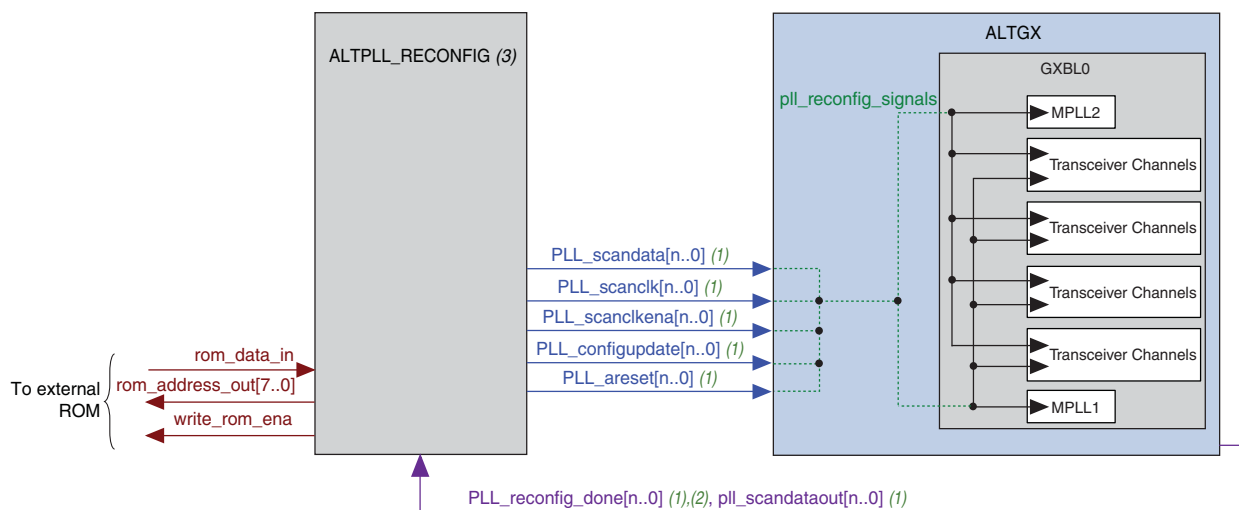 ALTPLL_RECONFIG (3)
ALTGX
GXBL0
pll_reconfig_signals
MPLL2
Transceiver Channels
Transceiver Channels
Transceiver Channels
Transceiver Channels
MPLL1
PLL_scandata[n..0] (1)
PLL_scanclk[n..0] (1)
PLL_scanclkena[n..0] (1)
PLL_configupdate[n..0] (1)
PLL_areset[n..0] (1)
To external
ROM
rom_data_in
rom_address_out[7..0]
write_rom_ena
PLL_reconfig_done[n..0] (1),(2), pll_scandataout[n..0] (1)